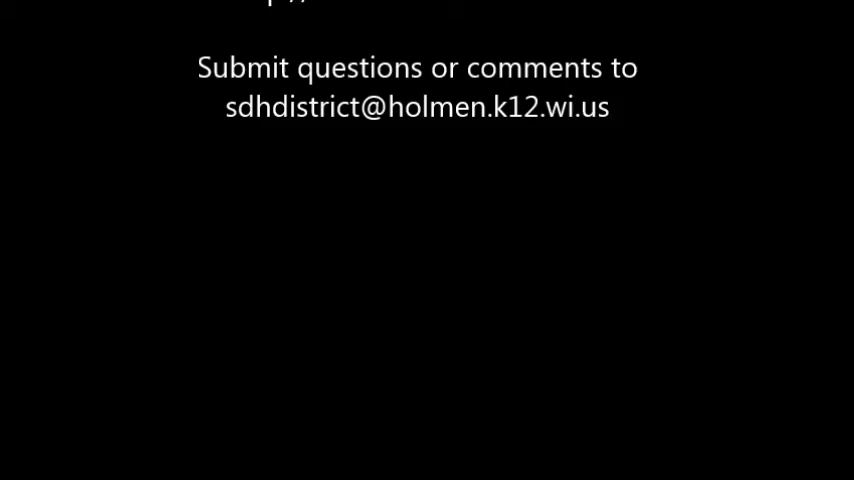 Submit questions or comments to
sdhdistrict@holmen.k12.wi.us